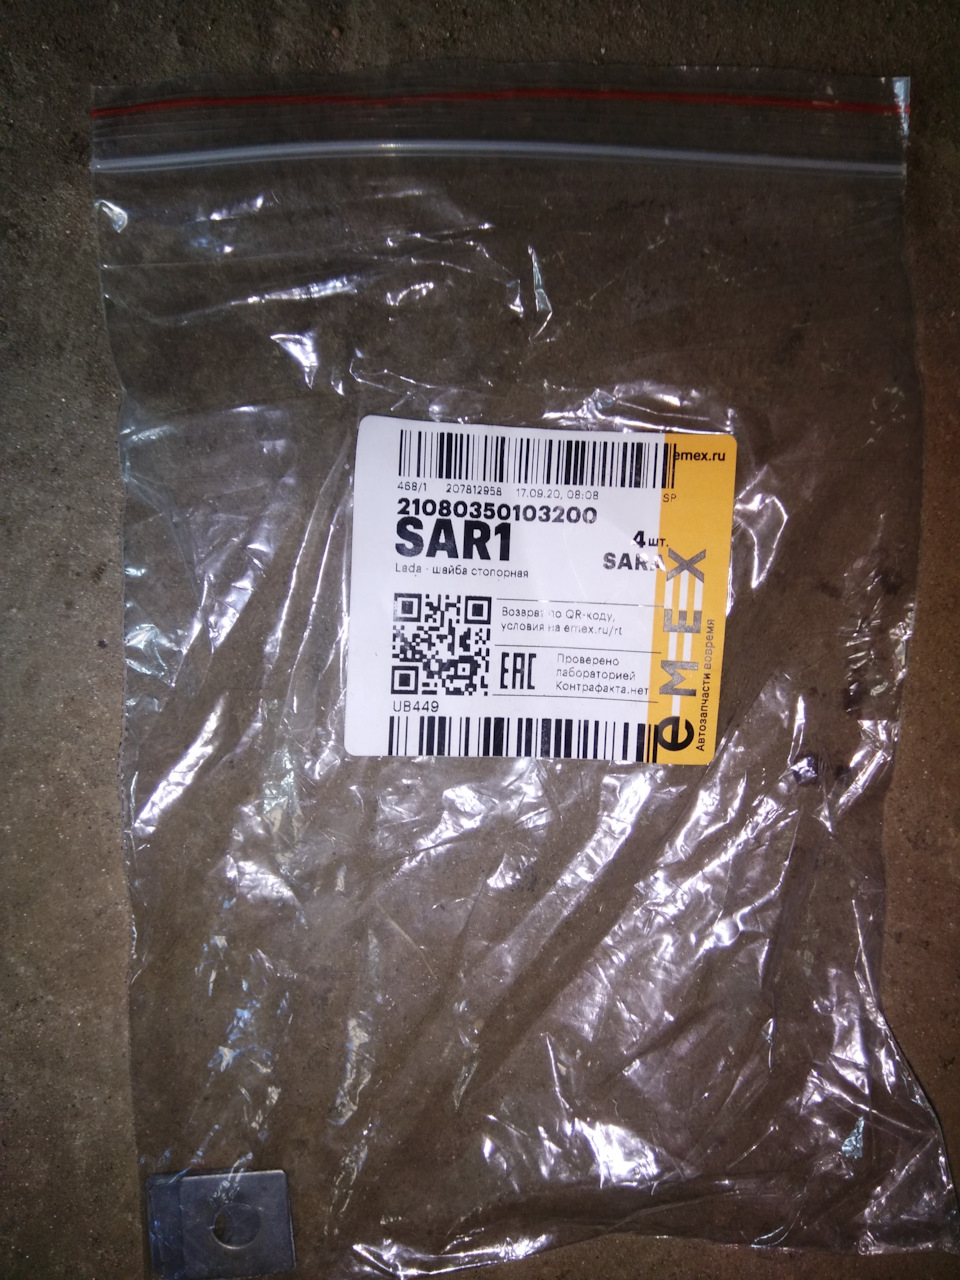 emex.ru
468/1 207812958 17.09.20, 08:08 SP
21080350103200
SAR1
4 шт.
Lada - шайба стопорная
Возврат по QR-коду,
условия на emex.ru/rt
EAC
Проверено
лабораторией
Контрафакта.нет
UB449
eMEX
Автозапчасти вовремя